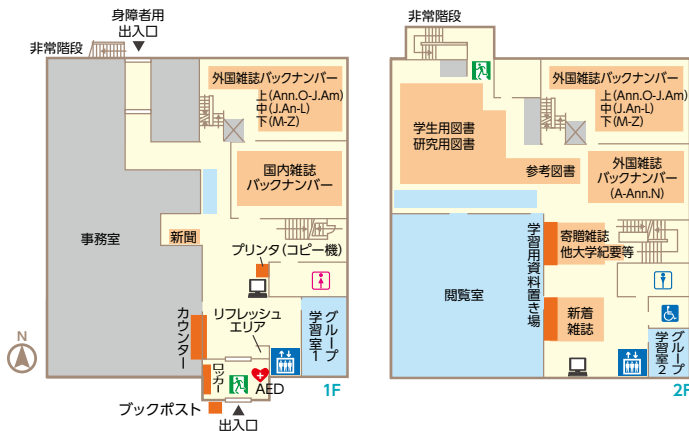 身障者用
出入口
非常階段
外国雑誌バックナンバー
上(Ann.O-J.Am)
中(J.An-L)
下(M-Z)
国内雑誌
バックナンバー
事務室
新聞
プリンタ(コピー機)
カウンター
リフレッシュ
エリア
グループ
学習室1
ロッカー
AED
ブックポスト
出入口
1F
N
非常階段
外国雑誌バックナンバー
上(Ann.O-J.Am)
中(J.An-L)
下(M-Z)
学生用図書
研究用図書
参考図書
外国雑誌
バックナンバー
(A-Ann.N)
閲覧室
学習用資料置き場
寄贈雑誌
他大学紀要等
新着
雑誌
グループ
学習室2
2F